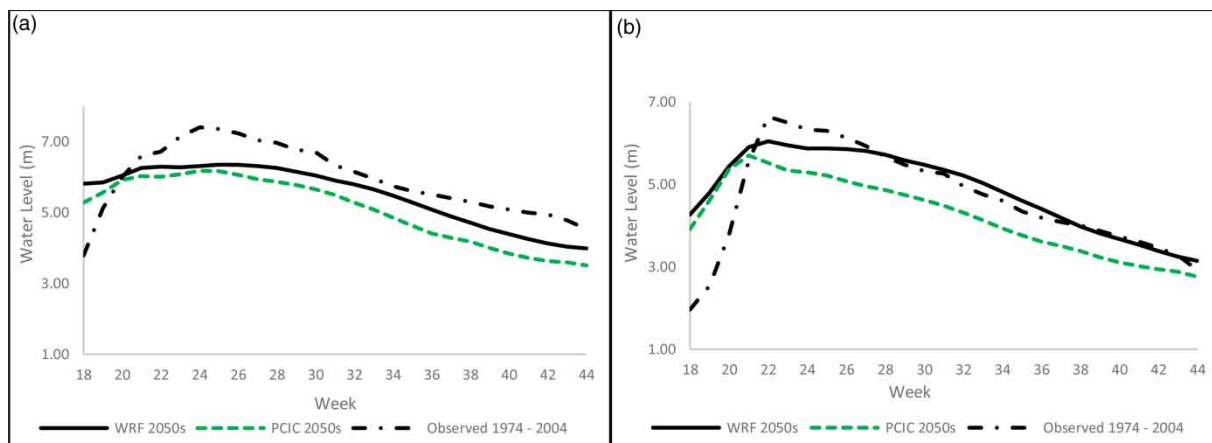 (a)
Water Level (m)
7.00
5.00
3.00
1.00
18 20 22 24 26 28 30 32 34 36 38 40 42 44
Week
WRF 2050s PCIC 2050s Observed 1974 - 2004
(b)
Water Level (m)
7.00
5.00
3.00
1.00
18 20 22 24 26 28 30 32 34 36 38 40 42 44
Week
WRF 2050s PCIC 2050s Observed 1974 - 2004